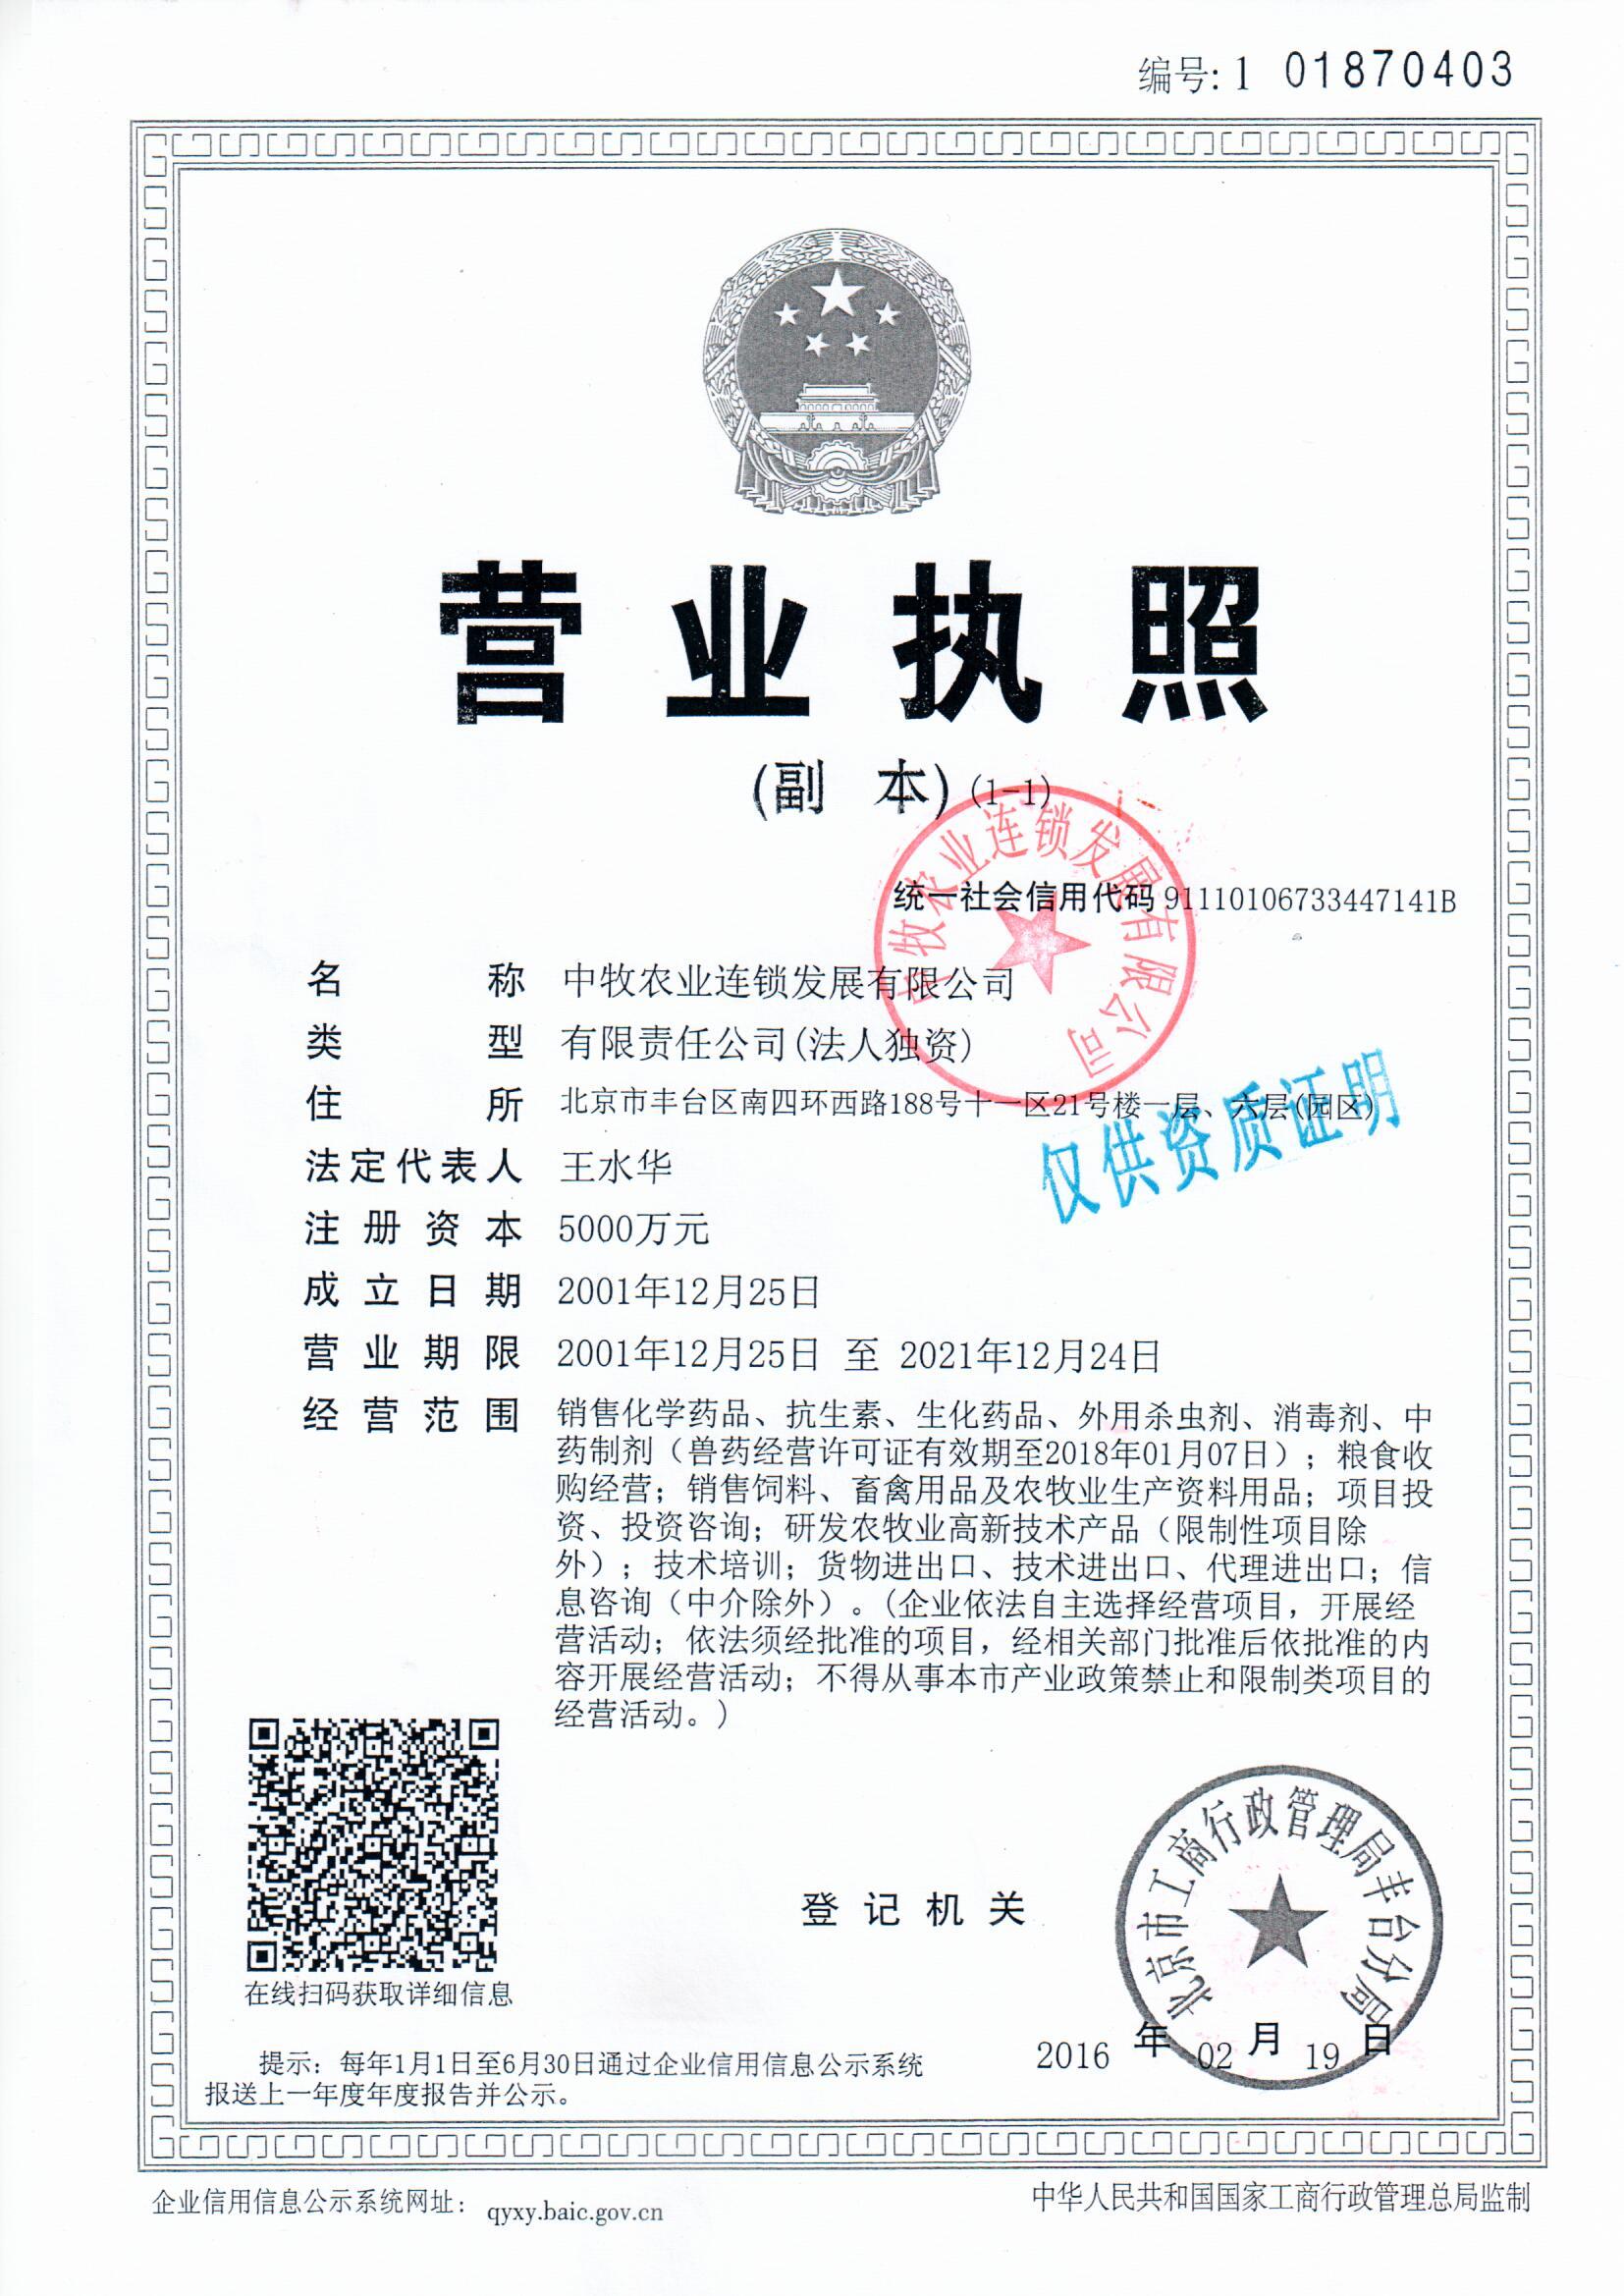 编号: 1 01870403
营业执照
(副 本) (1-1)
中牧农业连锁发展有限公司
统一社会信用代码 91110106733447141B
名称 中牧农业连锁发展有限公司
类型 有限责任公司(法人独资)
住所 北京市丰台区南四环西路188号十一区21号楼一层、六层(园区)
仅供资质证明
法定代表人 王水华
注册资本 5000万元
成立日期 2001年12月25日
营业期限 2001年12月25日 至 2021年12月24日
经营范围 销售化学药品、抗生素、生化药品、外用杀虫剂、消毒剂、中
药制剂（兽药经营许可证有效期至2018年01月07日）；粮食收
购经营；销售饲料、畜禽用品及农牧业生产资料用品；项目投
资、投资咨询；研发农牧业高新技术产品（限制性项目除
外）；技术培训；货物进出口、技术进出口、代理进出口；信
息咨询（中介除外）。(企业依法自主选择经营项目，开展经
营活动；依法须经批准的项目，经相关部门批准后依批准的内
容开展经营活动；不得从事本市产业政策禁止和限制类项目的
经营活动。)
在线扫码获取详细信息
登记机关
北京市工商行政管理局丰台分局
2016 年 02 月 19 日
提示：每年1月1日至6月30日通过企业信用信息公示系统
报送上一年度年度报告并公示。
企业信用信息公示系统网址： qyxy.baic.gov.cn
中华人民共和国国家工商行政管理总局监制